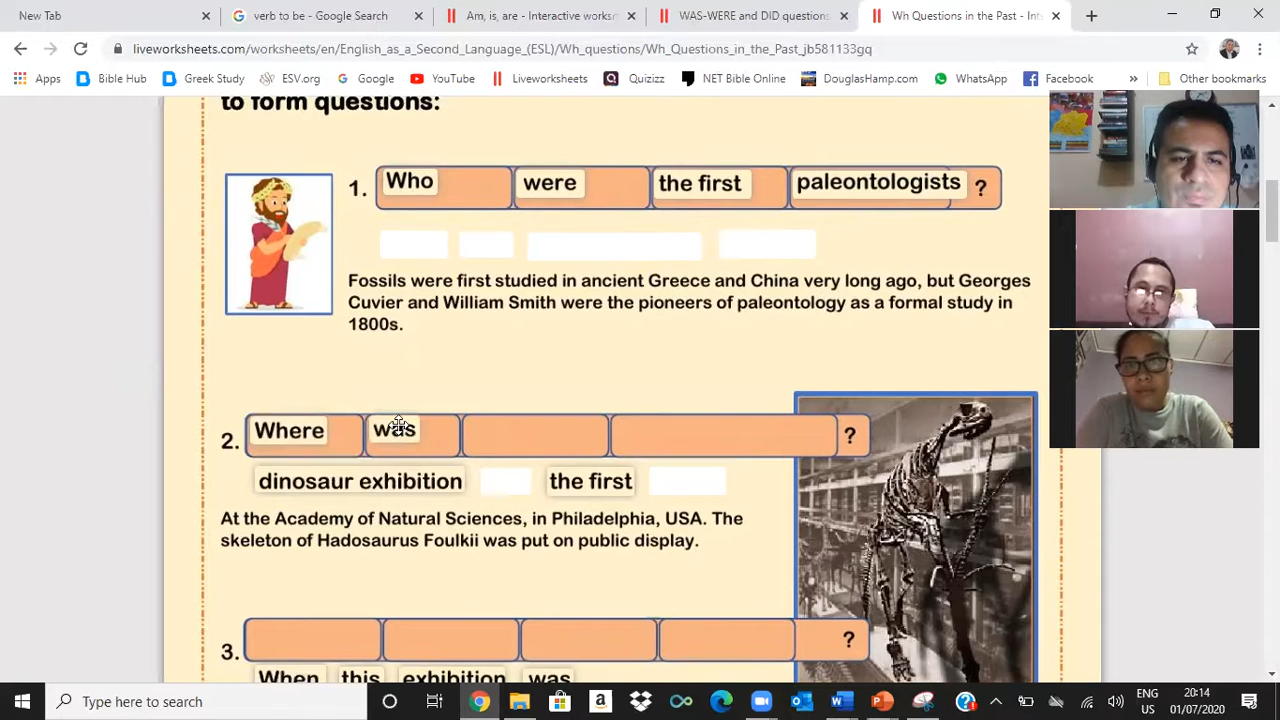 New Tab
verb to be - Google Search
Am, is, are - Interactive worksm
WAS-WERE and DID questions
Wh Questions in the Past - Int
liveworksheets.com/worksheets/en/English_as_a_Second_Language_(ESL)/Wh_questions/Wh_Questions_in_the_Past_jb581133gq
Apps Bible Hub Greek Study ESV.org Google YouTube Liveworksheets Quizizz NET Bible Online DouglasHamp.com WhatsApp Facebook » Other bookmarks
to form questions:
1. Who were the first paleontologists ?
Fossils were first studied in ancient Greece and China very long ago, but Georges
Cuvier and William Smith were the pioneers of paleontology as a formal study in
1800s.
2. Where was ?
dinosaur exhibition the first
At the Academy of Natural Sciences, in Philadelphia, USA. The
skeleton of Hadosaurus Foulkii was put on public display.
3. ?
When this exhibition was
Type here to search
ENG 20:14
US 01/07/2020